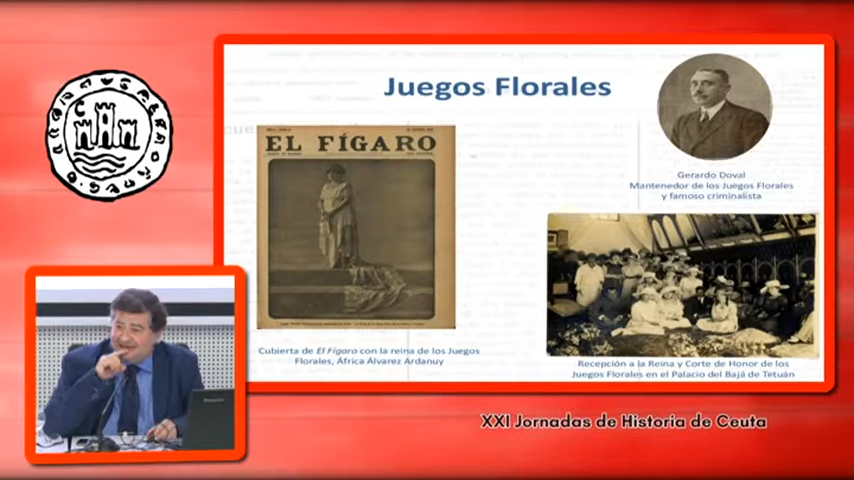 Juegos Florales
EL FÍGARO
Gerardo Doval
Mantenedor de los Juegos Florales
y famoso criminalista
Cubierta de El Fígaro con la reina de los Juegos
Florales, África Álvarez Ardanuy
Recepción a la Reina y Corte de Honor de los
Juegos Florales en el Palacio del Bajá de Tetuán
XXI Jornadas de Historia de Ceuta